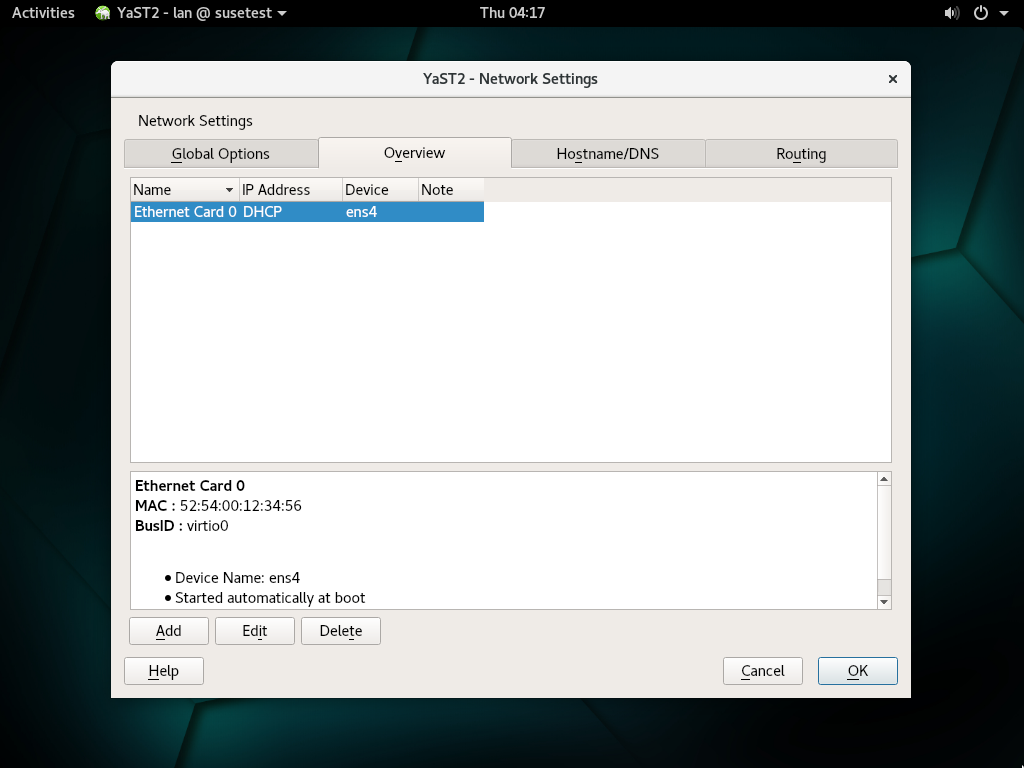 Activities YaST2 - lan @ susetest Thu 04:17
YaST2 - Network Settings
Network Settings
Global Options Overview Hostname/DNS Routing
Name IP Address Device Note
Ethernet Card 0 DHCP ens4
Ethernet Card 0
MAC : 52:54:00:12:34:56
BusID : virtio0
• Device Name: ens4
• Started automatically at boot
Add Edit Delete
Help Cancel OK